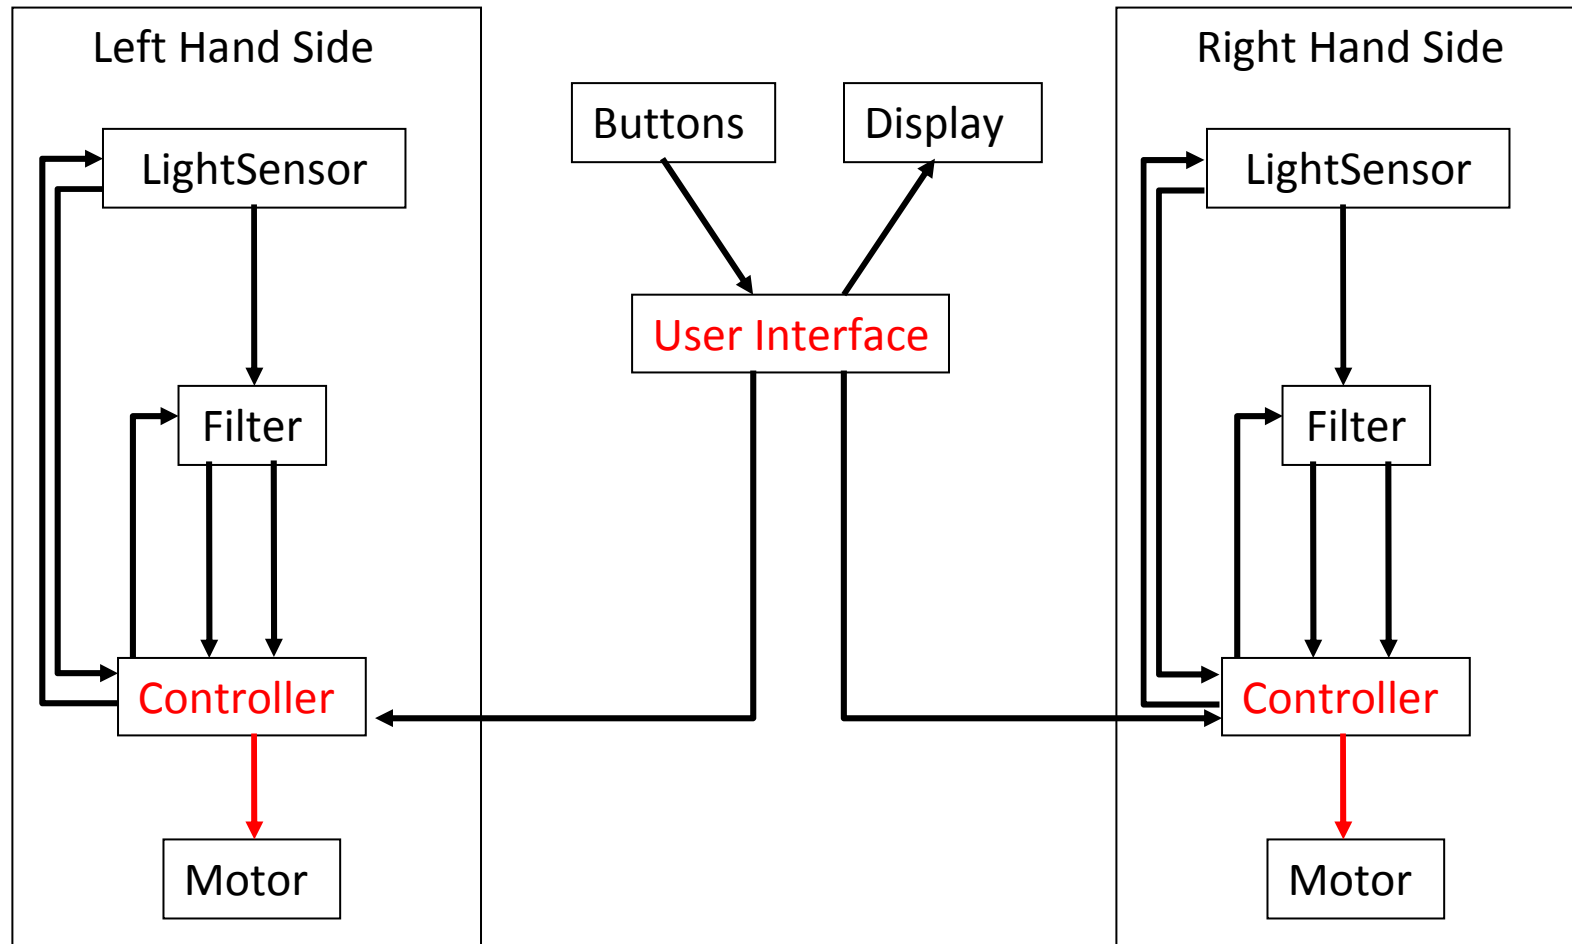 Left Hand Side
LightSensor
Filter
Controller
Motor
Buttons
Display
User Interface
Right Hand Side
LightSensor
Filter
Controller
Motor